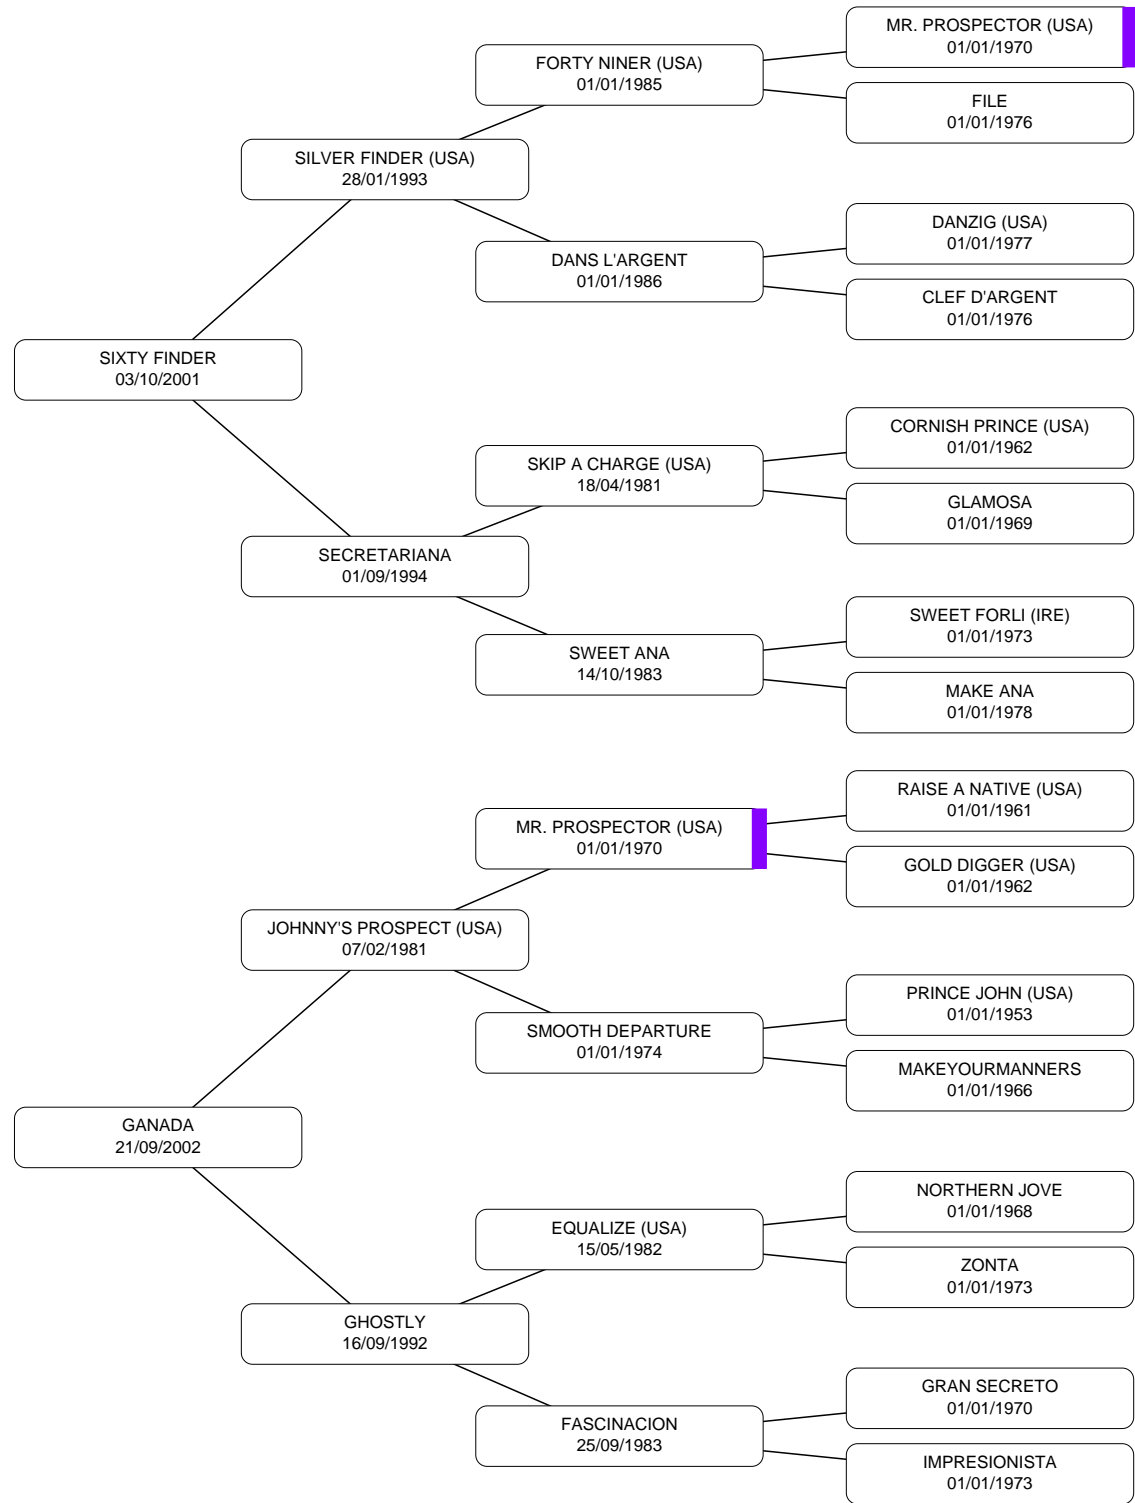 MR. PROSPECTOR (USA)
01/01/1970
FORTY NINER (USA)
01/01/1985
FILE
01/01/1976
SILVER FINDER (USA)
28/01/1993
DANZIG (USA)
01/01/1977
DANS L'ARGENT
01/01/1986
CLEF D'ARGENT
01/01/1976
SIXTY FINDER
03/10/2001
CORNISH PRINCE (USA)
01/01/1962
SKIP A CHARGE (USA)
18/04/1981
GLAMOSA
01/01/1969
SECRETARIANA
01/09/1994
SWEET FORLI (IRE)
01/01/1973
SWEET ANA
14/10/1983
MAKE ANA
01/01/1978
RAISE A NATIVE (USA)
01/01/1961
MR. PROSPECTOR (USA)
01/01/1970
GOLD DIGGER (USA)
01/01/1962
JOHNNY'S PROSPECT (USA)
07/02/1981
PRINCE JOHN (USA)
01/01/1953
SMOOTH DEPARTURE
01/01/1974
MAKEYOURMANNERS
01/01/1966
GANADA
21/09/2002
NORTHERN JOVE
01/01/1968
EQUALIZE (USA)
15/05/1982
ZONTA
01/01/1973
GHOSTLY
16/09/1992
GRAN SECRETO
01/01/1970
FASCINACION
25/09/1983
IMPRESIONISTA
01/01/1973